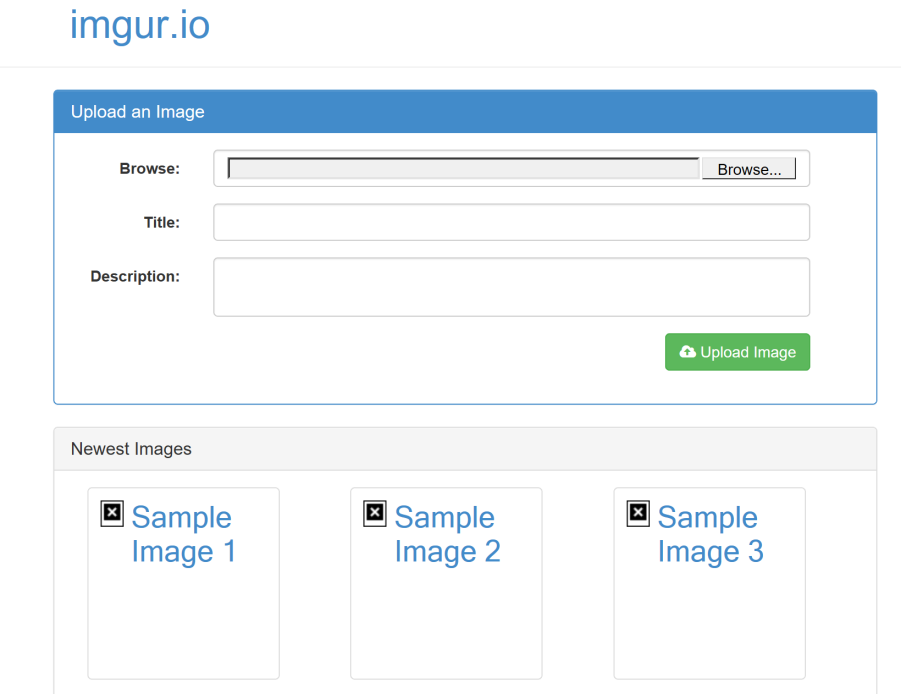 imgur.io
Upload an Image
Browse:
Browse...
Title:
Description:
Upload Image
Newest Images
Sample
Image 1
Sample
Image 2
Sample
Image 3